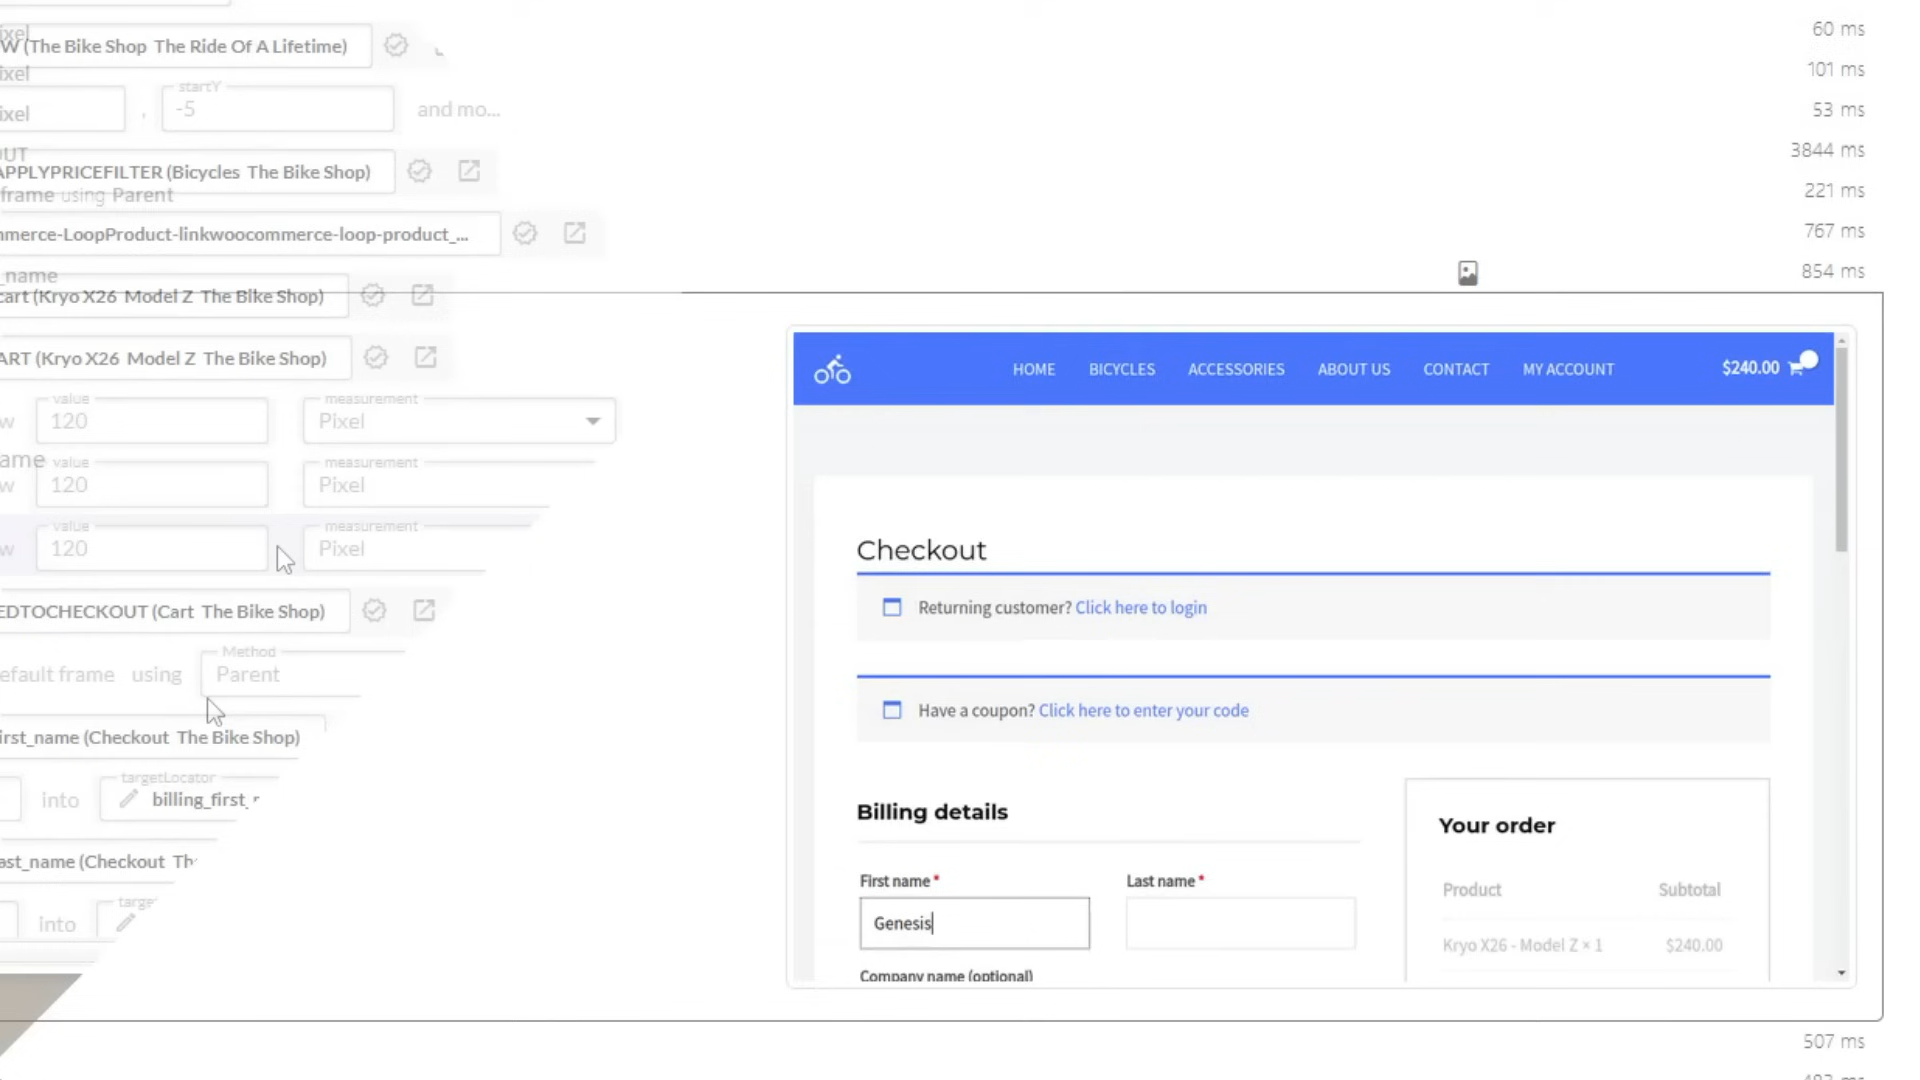 60 ms
W (The Bike Shop The Ride Of A Lifetime)
101 ms
startY
-5
and mo...
53 ms
3844 ms
APPLYPRICEFILTER (Bicycles The Bike Shop)
frame using Parent
221 ms
mmerce-LoopProduct-linkwoocommerce-loop-product_...
767 ms
_name
854 ms
cart (Kryo X26 Model Z The Bike Shop)
ART (Kryo X26 Model Z The Bike Shop)
HOME
BICYCLES
ACCESSORIES
ABOUT US
CONTACT
MY ACCOUNT
$240.00
value
120
measurement
Pixel
value
120
measurement
Pixel
value
120
measurement
Pixel
Checkout
Returning customer? Click here to login
EDTOCHECKOUT (Cart The Bike Shop)
efault frame using
Method
Parent
Have a coupon? Click here to enter your code
irst_name (Checkout The Bike Shop)
into
targetLocator
billing_first_
Billing details
Your order
ast_name (Checkout Th
First name *
Last name *
Product
Subtotal
into
Genesis
Kryo X26 - Model Z × 1
$240.00
Company name (optional)
507 ms